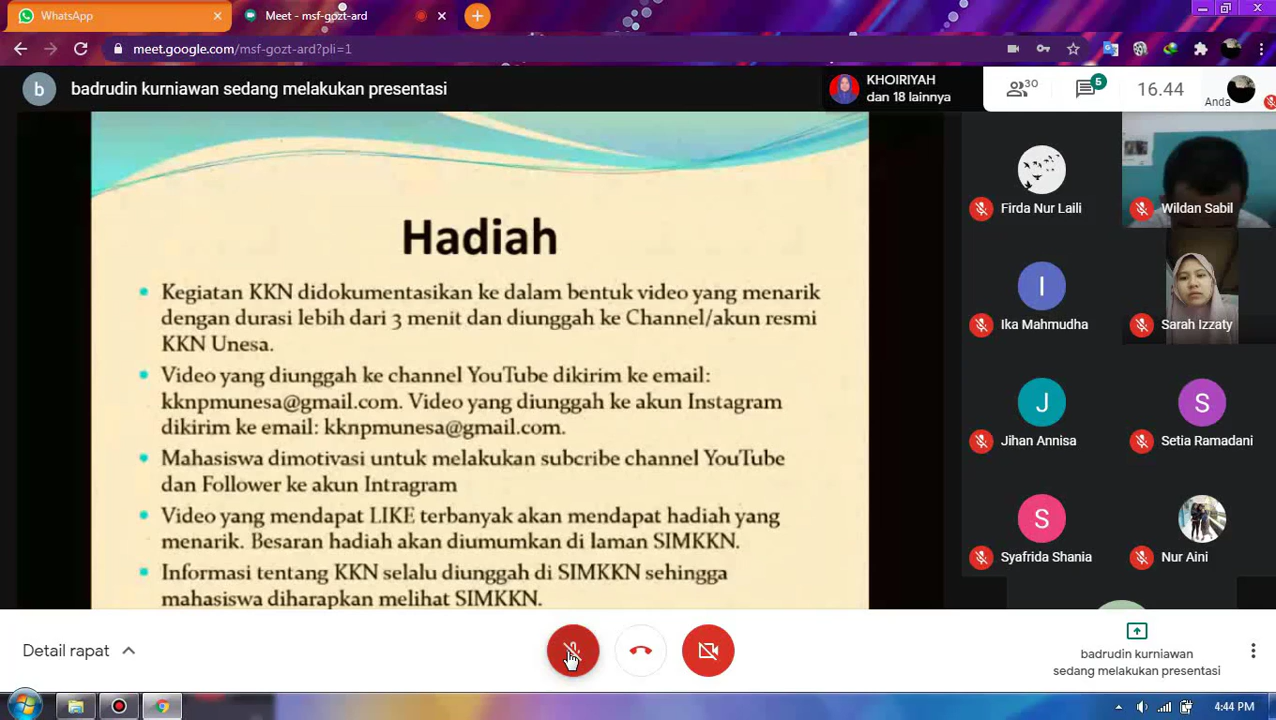 WhatsApp
Meet - msf-gozt-ard
meet.google.com/msf-gozt-ard?pli=1
b
badrudin kurniawan sedang melakukan presentasi
KHOIRIYAH
dan 18 lainnya
30
5
16.44
Anda
Hadiah
Kegiatan KKN didokumentasikan ke dalam bentuk video yang menarik
dengan durasi lebih dari 3 menit dan diunggah ke Channel/akun resmi
KKN Unesa.
Video yang diunggah ke channel YouTube dikirim ke email:
kknpmunesa@gmail.com. Video yang diunggah ke akun Instagram
dikirim ke email: kknpmunesa@gmail.com.
Mahasiswa dimotivasi untuk melakukan subcribe channel YouTube
dan Follower ke akun Intragram
Video yang mendapat LIKE terbanyak akan mendapat hadiah yang
menarik. Besaran hadiah akan diumumkan di laman SIMKKN.
Informasi tentang KKN selalu diunggah di SIMKKN sehingga
mahasiswa diharapkan melihat SIMKKN.
Firda Nur Laili
Wildan Sabil
I
Ika Mahmudha
Sarah Izzaty
J
Jihan Annisa
S
Setia Ramadani
S
Syafrida Shania
Nur Aini
Detail rapat
badrudin kurniawan
sedang melakukan presentasi
4:44 PM